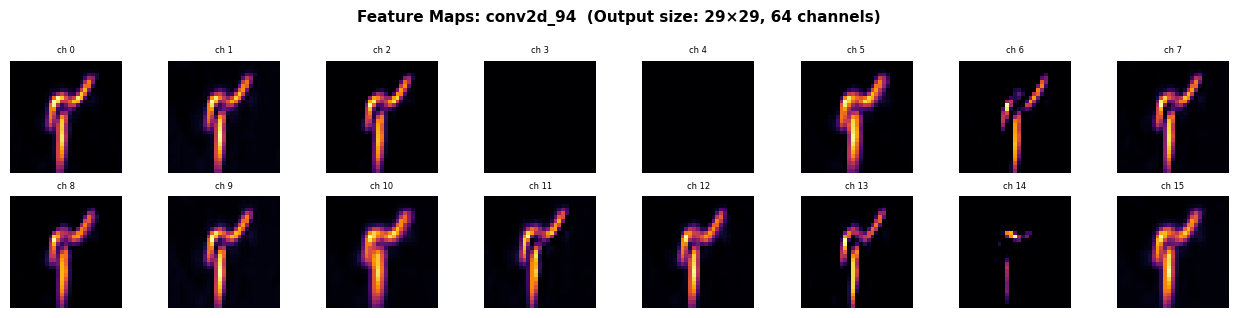 Feature Maps: conv2d_94  (Output size: 29×29, 64 channels)
ch 0 ch 1 ch 2 ch 3 ch 4 ch 5 ch 6 ch 7
ch 8 ch 9 ch 10 ch 11 ch 12 ch 13 ch 14 ch 15